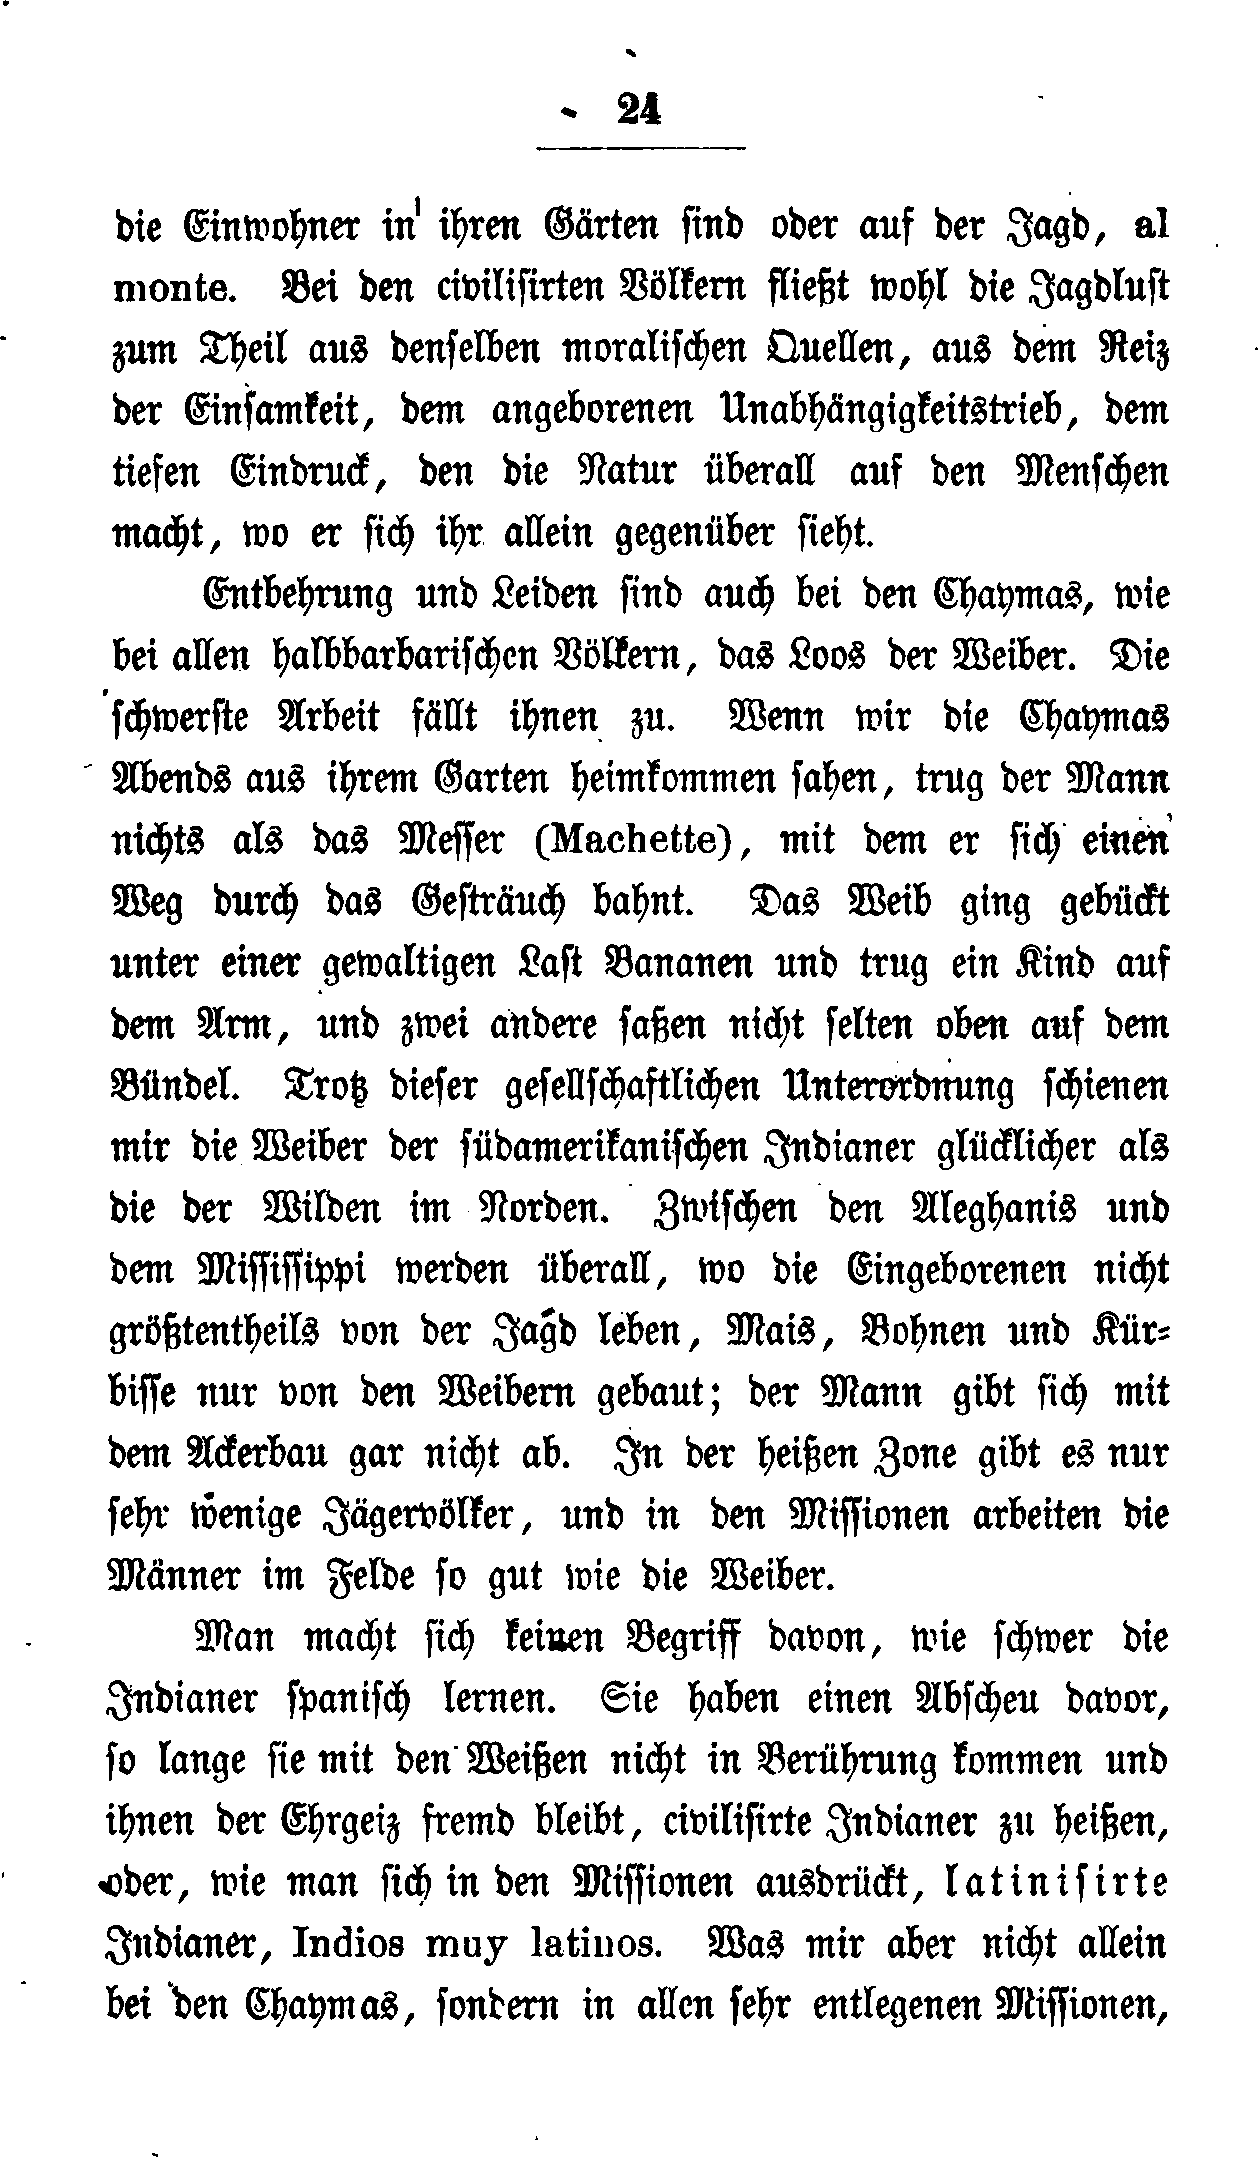 24
die Einwohner in ihren Gärten sind oder auf der Jagd, al
monte. Bei den civilisirten Völkern fließt wohl die Jagdlust
zum Theil aus denselben moralischen Quellen, aus dem Reiz
der Einsamkeit, dem angeborenen Unabhängigkeitstrieb, dem
tiefen Eindruck, den die Natur überall auf den Menschen
macht, wo er sich ihr allein gegenüber sieht.
Entbehrung und Leiden sind auch bei den Chaymas, wie
bei allen halbbarbarischen Völkern, das Loos der Weiber. Die
schwerste Arbeit fällt ihnen zu. Wenn wir die Chaymas
Abends aus ihrem Garten heimkommen sahen, trug der Mann
nichts als das Messer (Machette), mit dem er sich einen
Weg durch das Gesträuch bahnt. Das Weib ging gebückt
unter einer gewaltigen Last Bananen und trug ein Kind auf
dem Arm, und zwei andere saßen nicht selten oben auf dem
Bündel. Trotz dieser gesellschaftlichen Unterordnung schienen
mir die Weiber der südamerikanischen Indianer glücklicher als
die der Wilden im Norden. Zwischen den Aleghanis und
dem Mississippi werden überall, wo die Eingeborenen nicht
größtentheils von der Jagd leben, Mais, Bohnen und Kür-
bisse nur von den Weibern gebaut; der Mann gibt sich mit
dem Ackerbau gar nicht ab. In der heißen Zone gibt es nur
sehr wenige Jägervölker, und in den Missionen arbeiten die
Männer im Felde so gut wie die Weiber.
Man macht sich keinen Begriff davon, wie schwer die
Indianer spanisch lernen. Sie haben einen Abscheu davor,
so lange sie mit den Weißen nicht in Berührung kommen und
ihnen der Ehrgeiz fremd bleibt, civilisirte Indianer zu heißen,
oder, wie man sich in den Missionen ausdrückt, latinisirte
Indianer, Indios muy latinos. Was mir aber nicht allein
bei den Chaymas, sondern in allen sehr entlegenen Missionen,